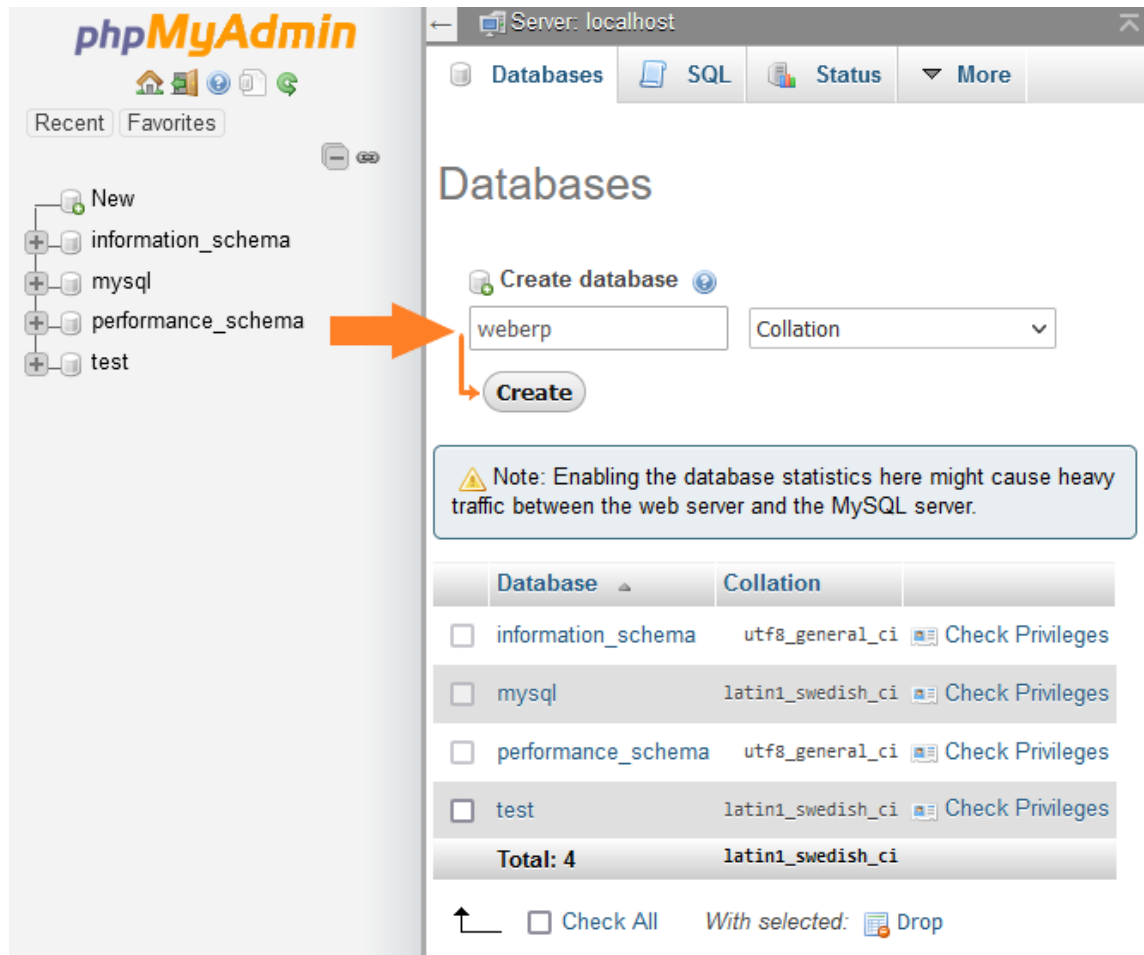 phpMyAdmin
Recent Favorites
New
information_schema
mysql
performance_schema
test
Server: localhost
Databases SQL Status More
Databases
Create database
weberp Collation
Create
Note: Enabling the database statistics here might cause heavy
traffic between the web server and the MySQL server.
Database Collation
information_schema utf8_general_ci Check Privileges
mysql latin1_swedish_ci Check Privileges
performance_schema utf8_general_ci Check Privileges
test latin1_swedish_ci Check Privileges
Total: 4 latin1_swedish_ci
Check All With selected: Drop